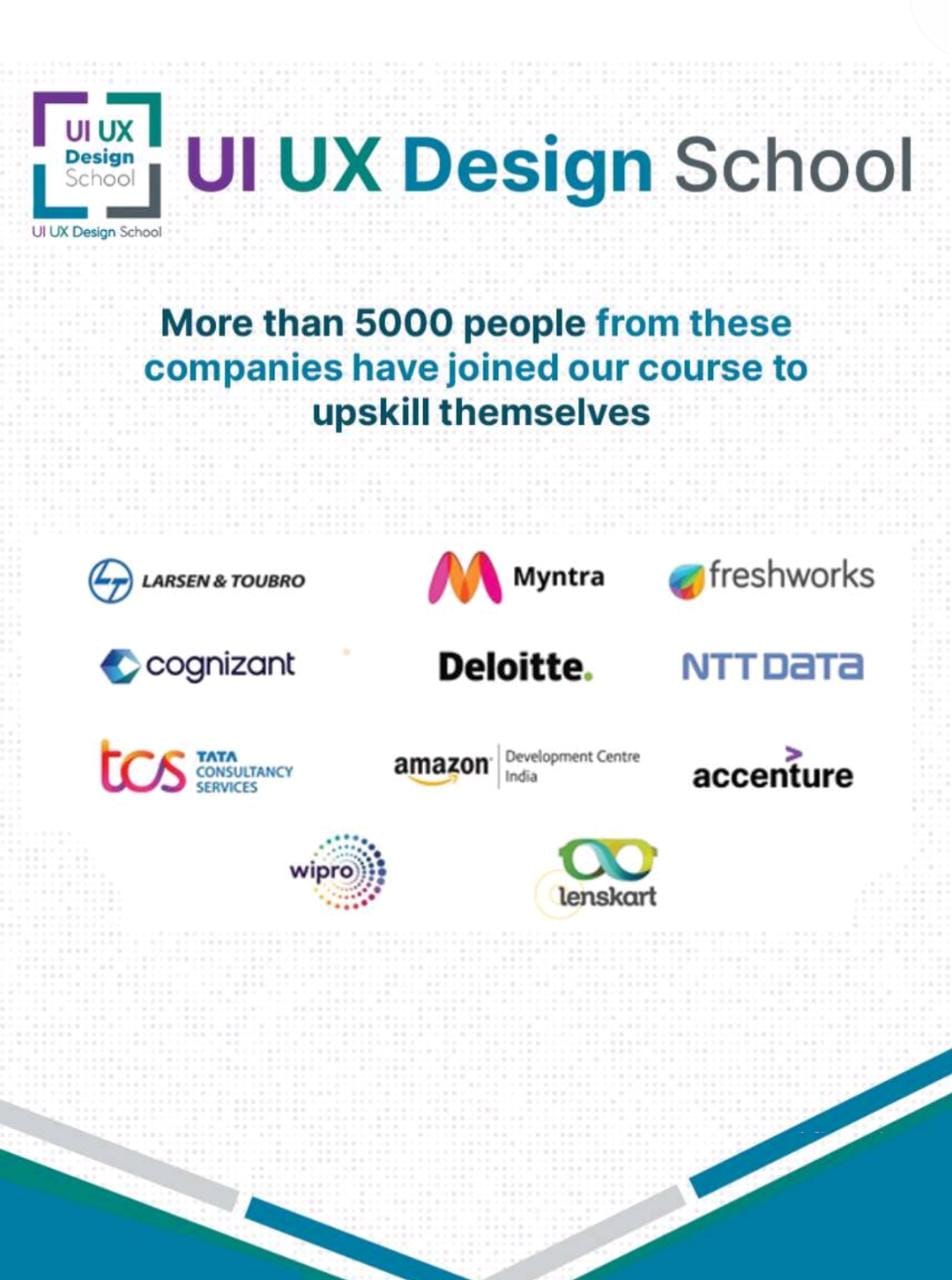 UI UX
Design
School
UI UX Design School
UI UX Design School
More than 5000 people from these
companies have joined our course to
upskill themselves
LARSEN & TOUBRO
Myntra
freshworks
cognizant
Deloitte.
NTT DATA
tcs TATA
CONSULTANCY
SERVICES
amazon Development Centre
India
accenture
wipro
lenskart